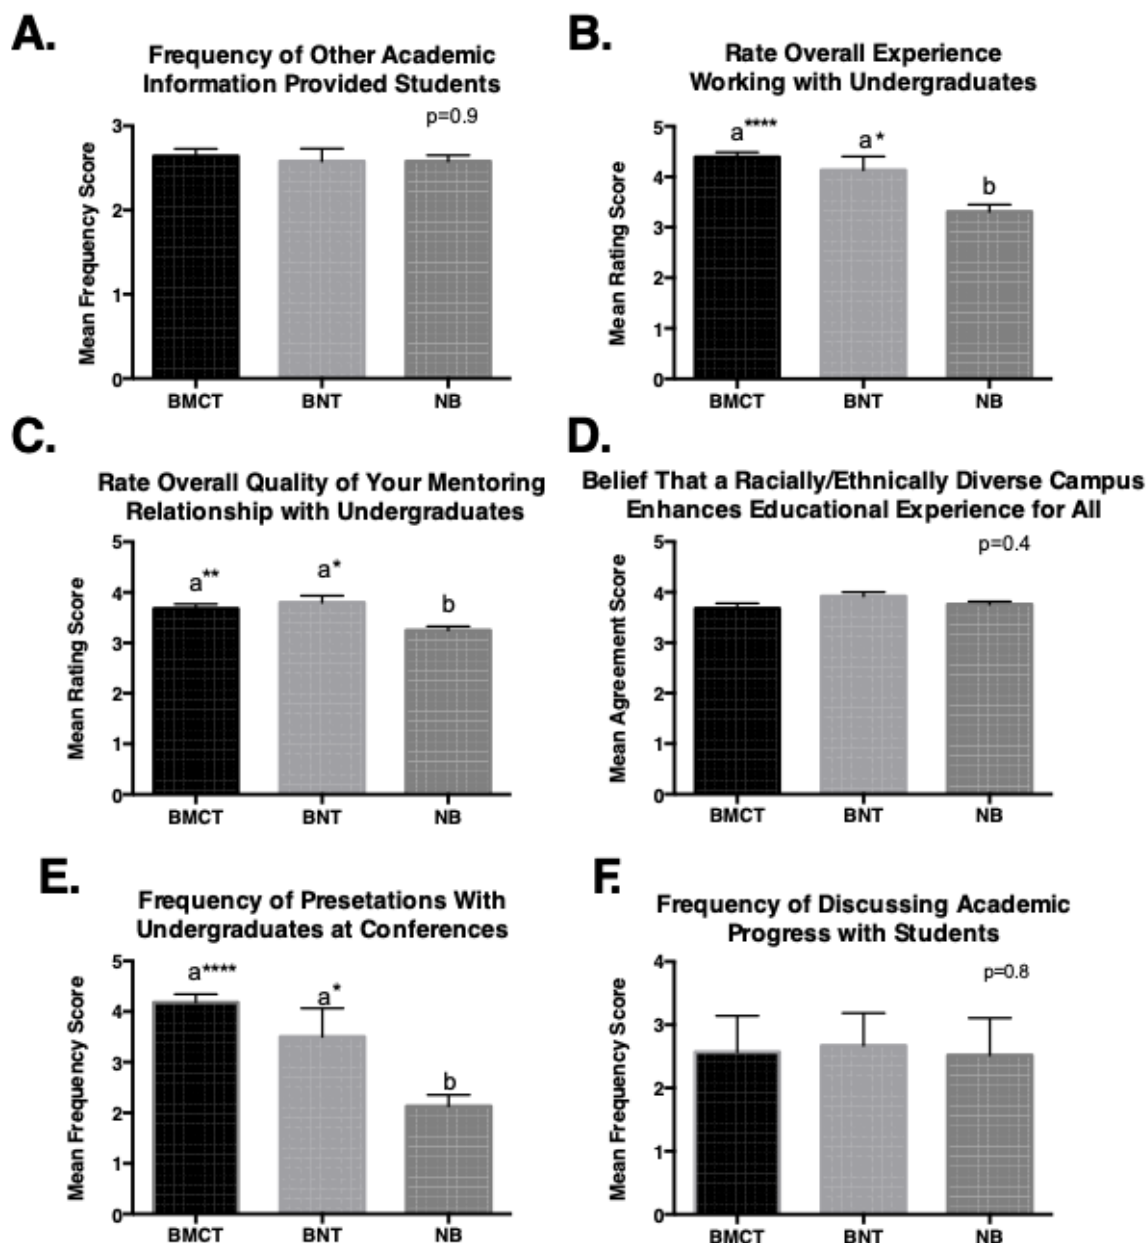 A.
Frequency of Other Academic
Information Provided Students
p=0.9
Mean Frequency Score
3
2
1
0
BMCT BNT NB
B.
Rate Overall Experience
Working with Undergraduates
Mean Rating Score
5
4
3
2
1
0
a****
a*
b
BMCT BNT NB
C.
Rate Overall Quality of Your Mentoring
Relationship with Undergraduates
Mean Rating Score
5
4
3
2
1
0
a**
a*
b
BMCT BNT NB
D.
Belief That a Racially/Ethnically Diverse Campus
Enhances Educational Experience for All
p=0.4
Mean Agreement Score
5
4
3
2
1
0
BMCT BNT NB
E.
Frequency of Presetations With
Undergraduates at Conferences
Mean Frequency Score
5
4
3
2
1
0
a****
a*
b
BMCT BNT NB
F.
Frequency of Discussing Academic
Progress with Students
p=0.8
Mean Frequency Score
4
3
2
1
0
BMCT BNT NB